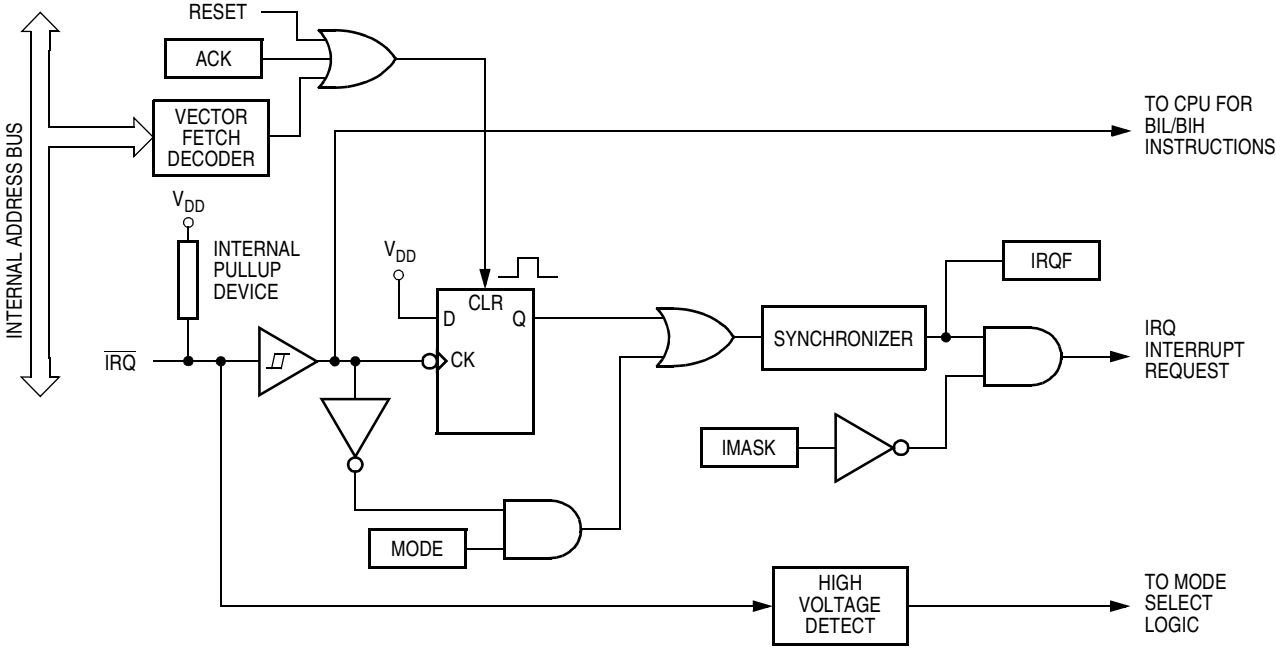 RESET
ACK
VECTOR
FETCH
DECODER
INTERNAL ADDRESS BUS
TO CPU FOR
BIL/BIH
INSTRUCTIONS
VDD
INTERNAL
PULLUP
DEVICE
VDD
CLR
D
Q
CK
IRQ
SYNCHRONIZER
IRQF
IRQ
INTERRUPT
REQUEST
IMASK
MODE
HIGH
VOLTAGE
DETECT
TO MODE
SELECT
LOGIC